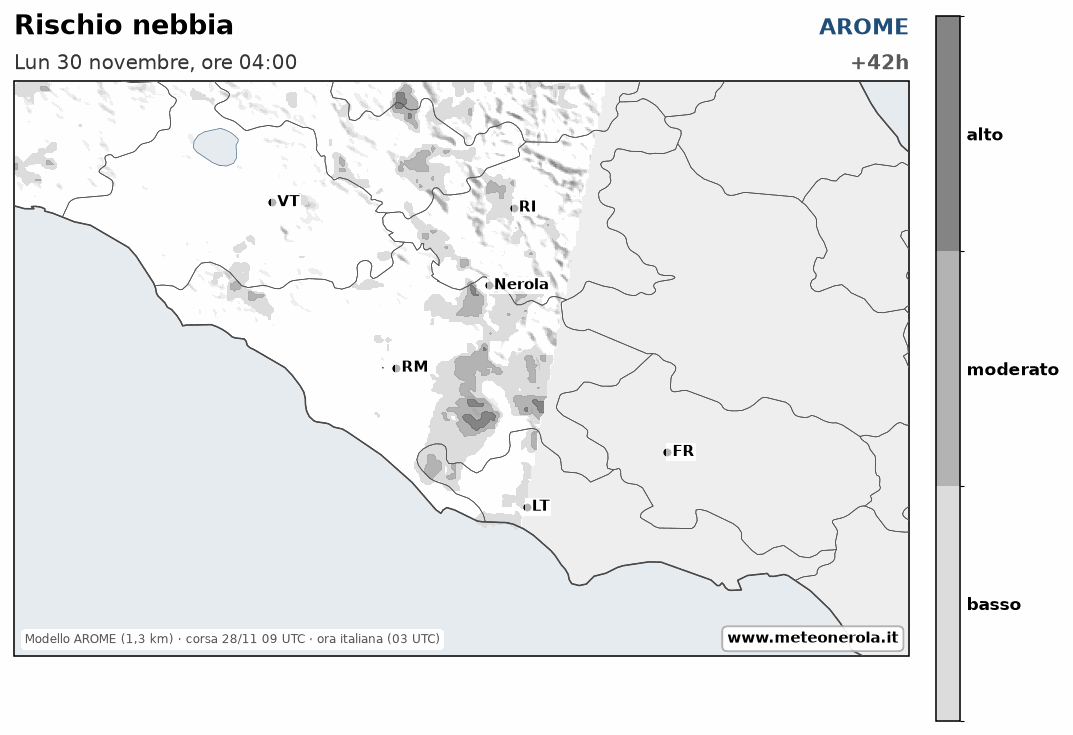 Rischio nebbia
AROME
Lun 30 novembre, ore 04:00
+42h
alto
VT
RI
Nerola
moderato
RM
FR
LT
basso
Modello AROME (1,3 km) · corsa 28/11 09 UTC · ora italiana (03 UTC)
www.meteonerola.it